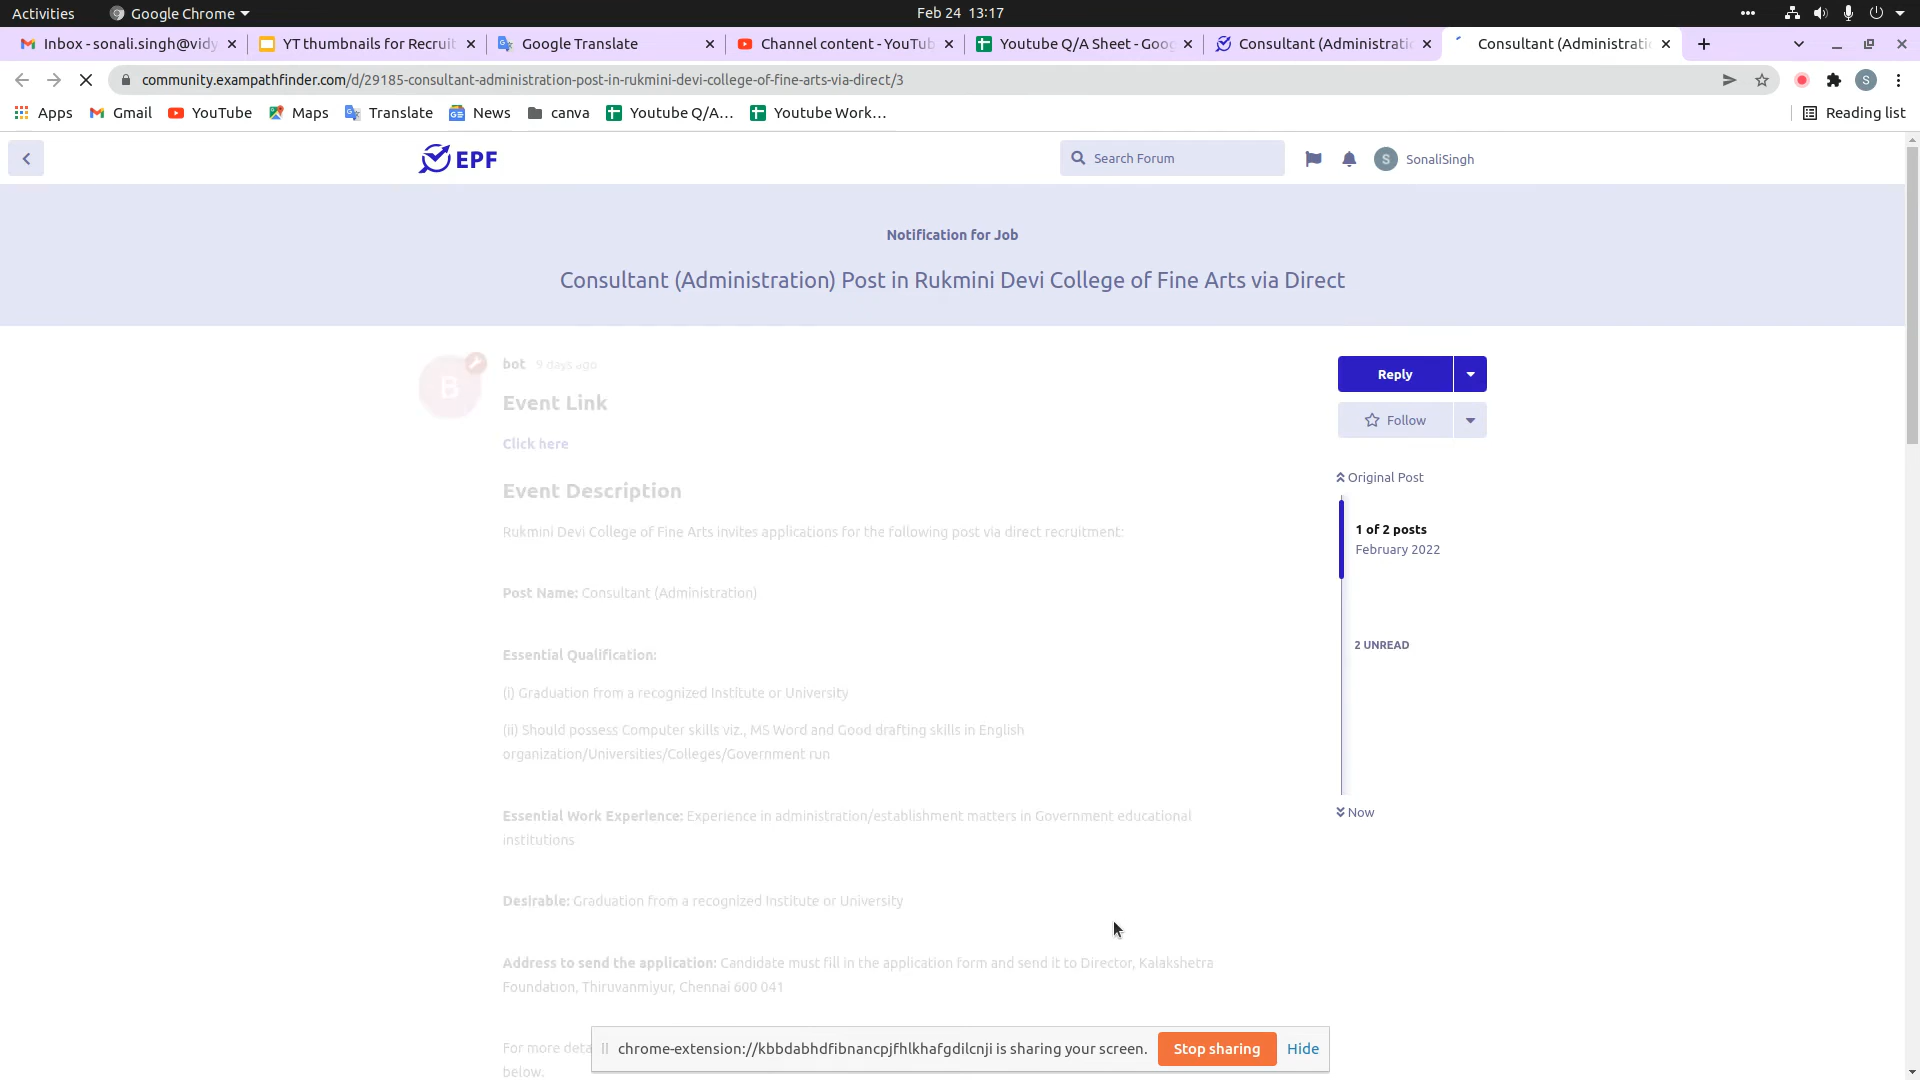 Activities Google Chrome Feb 24 13:17
Inbox - sonali.singh@vidy YT thumbnails for Recruit Google Translate Channel content - YouTub Youtube Q/A Sheet - Goog Consultant (Administratic Consultant (Administratic
community.exampathfinder.com/d/29185-consultant-administration-post-in-rukmini-devi-college-of-fine-arts-via-direct/3 S
Apps Gmail YouTube Maps Translate News canva Youtube Q/A... Youtube Work... Reading list
EPF Search Forum S SonaliSingh
Notification for Job
Consultant (Administration) Post in Rukmini Devi College of Fine Arts via Direct
B
bot 9 days ago
Event Link
Click here
Event Description
Rukmini Devi College of Fine Arts invites applications for the following post via direct recruitment:
Post Name: Consultant (Administration)
Essential Qualification:
(i) Graduation from a recognized Institute or University
(ii) Should possess Computer skills viz., MS Word and Good drafting skills in English
organization/Universities/Colleges/Government run
Essential Work Experience: Experience in administration/establishment matters in Government educational
institutions
Desirable: Graduation from a recognized Institute or University
Address to send the application: Candidate must fill in the application form and send it to Director, Kalakshetra
Foundation, Thiruvanmiyur, Chennai 600 041
For more deta
below.
Reply
Follow
Original Post
1 of 2 posts
February 2022
2 UNREAD
Now
chrome-extension://kbbdabhdfibnancpjfhlkhafgdilcnji is sharing your screen. Stop sharing Hide